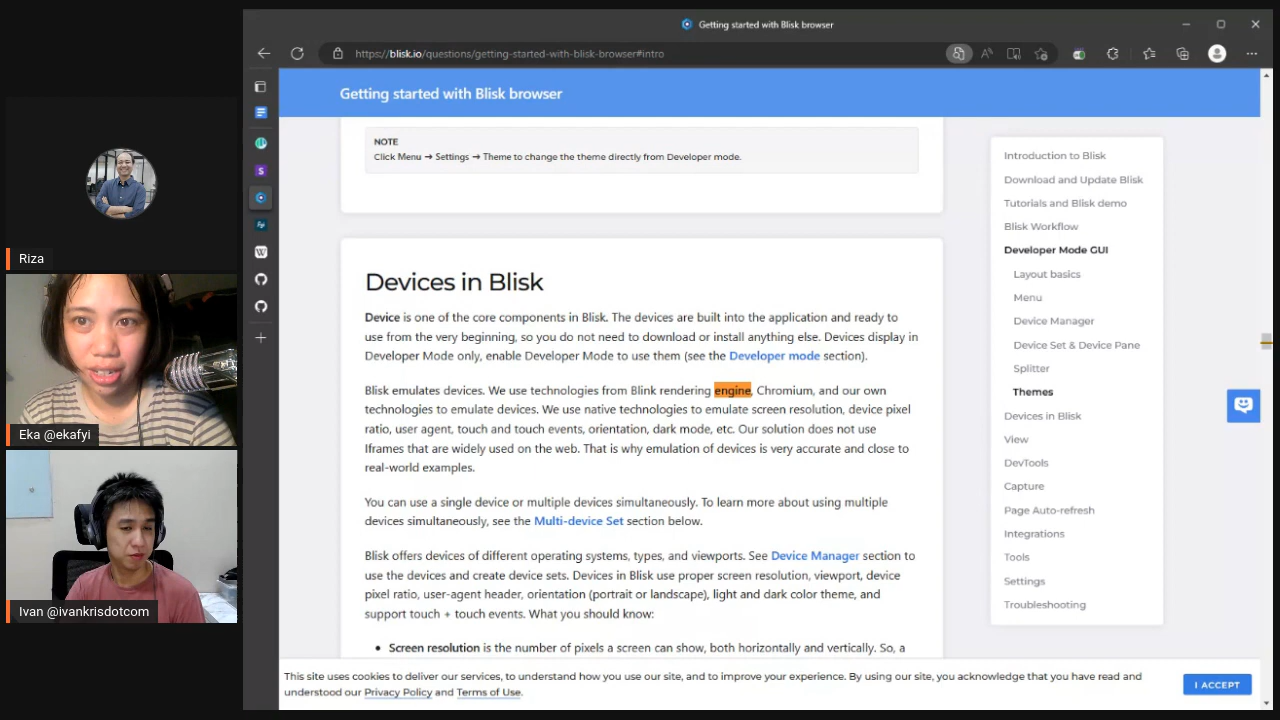 Getting started with Blisk browser
https://blisk.io/questions/getting-started-with-blisk-browser#intro
Getting started with Blisk browser
NOTE
Click Menu → Settings → Theme to change the theme directly from Developer mode.
Devices in Blisk
Device is one of the core components in Blisk. The devices are built into the application and ready to
use from the very beginning, so you do not need to download or install anything else. Devices display in
Developer Mode only, enable Developer Mode to use them (see the Developer mode section).
Blisk emulates devices. We use technologies from Blink rendering engine, Chromium, and our own
technologies to emulate devices. We use native technologies to emulate screen resolution, device pixel
ratio, user agent, touch and touch events, orientation, dark mode, etc. Our solution does not use
Iframes that are widely used on the web. That is why emulation of devices is very accurate and close to
real-world examples.
You can use a single device or multiple devices simultaneously. To learn more about using multiple
devices simultaneously, see the Multi-device Set section below.
Blisk offers devices of different operating systems, types, and viewports. See Device Manager section to
use the devices and create device sets. Devices in Blisk use proper screen resolution, viewport, device
pixel ratio, user-agent header, orientation (portrait or landscape), light and dark color theme, and
support touch + touch events. What you should know:
• Screen resolution is the number of pixels a screen can show, both horizontally and vertically. So, a
Introduction to Blisk
Download and Update Blisk
Tutorials and Blisk demo
Blisk Workflow
Developer Mode GUI
Layout basics
Menu
Device Manager
Device Set & Device Pane
Splitter
Themes
Devices in Blisk
View
DevTools
Capture
Page Auto-refresh
Integrations
Tools
Settings
Troubleshooting
This site uses cookies to deliver our services, to understand how you use our site, and to improve your experience. By using our site, you acknowledge that you have read and
understood our Privacy Policy and Terms of Use.
I ACCEPT
Riza
Eka @ekafyi
Ivan @ivankrisdotcom
S
Fp
W